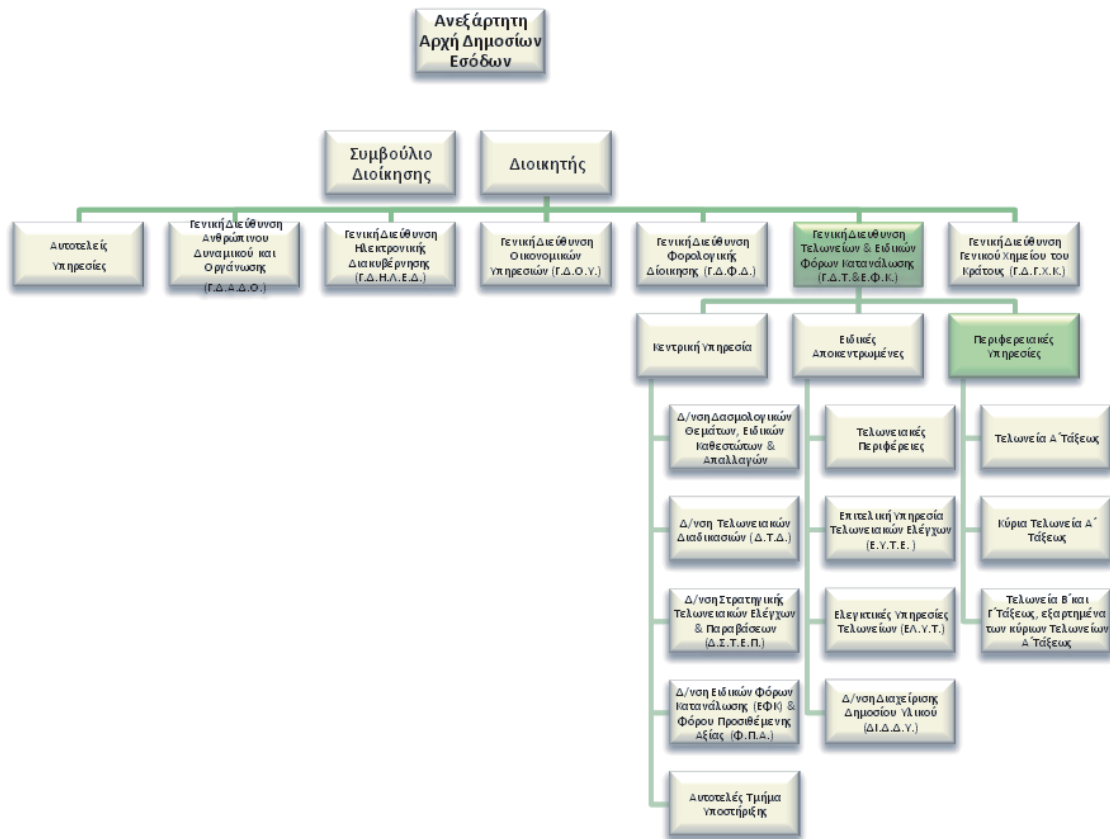 Ανεξάρτητη
Αρχή Δημοσίων
Εσόδων
Συμβούλιο
Διοίκησης
Διοικητής
Αυτοτελείς
Υπηρεσίες
Γενική Διεύθυνση
Ανθρώπινου
Δυναμικού και
Οργάνωσης
(Γ.Δ.Α.Δ.Ο.)
Γενική Διεύθυνση
Ηλεκτρονικής
Διακυβέρνησης
(Γ.Δ.Η.Λ.Ε.Δ.)
Γενική Διεύθυνση
Οικονομικών
Υπηρεσιών (Γ.Δ.Ο.Υ.)
Γενική Διεύθυνση
Φορολογικής
Δίοικησης (Γ.Δ.Φ.Δ.)
Γενική Διευθυνση
Τελωνείων & Ειδικών
Φόρων Κατανάλωσης
(Γ.Δ.Τ.&Ε.Φ.Κ.)
Γενική Διεύθυνση
Γενικού Χημείου του
Κράτους (Γ.Δ.Γ.Χ.Κ.)
Κεντρική Υπηρεσία
Ειδικές
Αποκεντρωμένες
Περιφερειακές
Υπηρεσίες
Δ/νση Δασμολογικών
Θεμάτων, Ειδικών
Καθεστώτων &
Απαλλαγών
Δ/νση Τελωνειακών
Διαδικασιών (Δ.Τ.Δ.)
Δ/νση Στρατηγικής
Τελωνειακών Ελέγχων
& Παραβάσεων
(Δ.Σ.Τ.Ε.Π.)
Δ/νση Ειδικών Φόρων
Κατανάλωσης (ΕΦΚ) &
Φόρου Προσιθέμενης
Αξίας (Φ.Π.Α.)
Αυτοτελές Τμήμα
Υποστήριξης
Τελωνειακές
Περιφέρειες
Επιτελική Υπηρεσία
Τελωνειακών Ελέγχων
(Ε.Υ.Τ.Ε. )
Ελεγκτικές Υπηρεσίες
Τελωνείων (ΕΛ.Υ.Τ.)
Δ/νση Διαχείρισης
Δημοσίου Υλικού
(ΔΙ.Δ.Δ.Υ.)
Τελωνεία Α΄Τάξεως
Κύρια Τελωνεία Α΄
Τάξεως
Τελωνεία Β΄και
Γ΄Τάξεως, εξαρτημένα
των κύριων Τελωνείων
Α΄Τάξεως